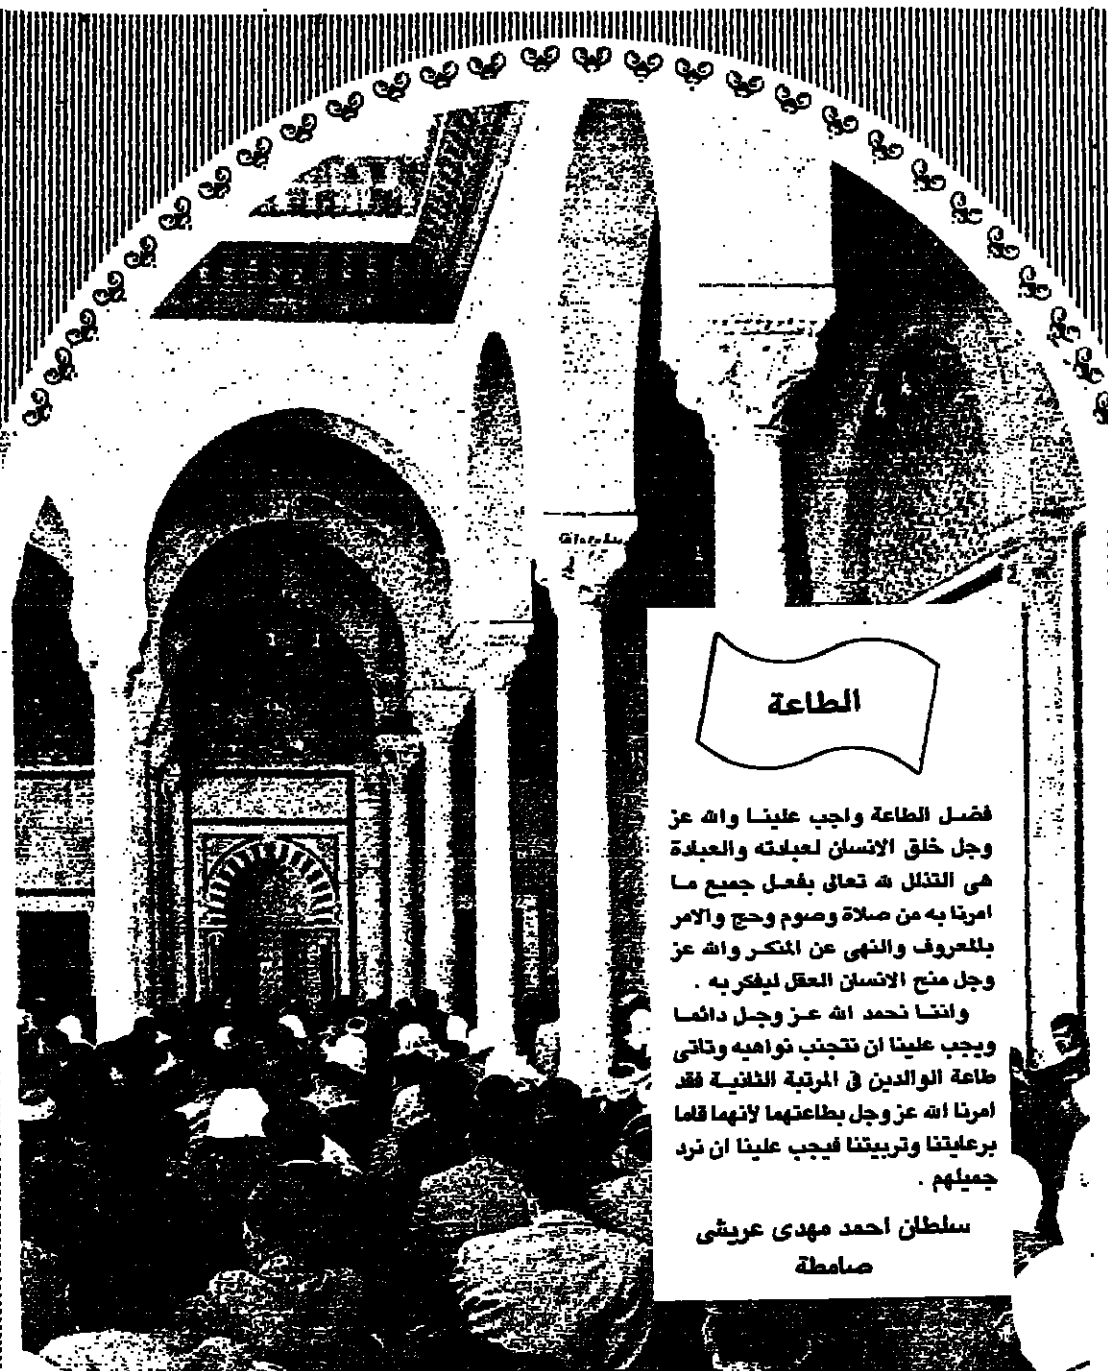 الطاعة
فضل الطاعة واجب علينا والله عز
وجل خلق الانسان لعبادته والعبادة
هى التذلل لله تعالى بفعل جميع ما
امرنا به من صلاة وصوم وحج والامر
بالمعروف والنهى عن المنكر والله عز
وجل منح الانسان العقل ليفكر به .
واننا نحمد الله عز وجل دائما
ويجب علينا ان نتجنب نواهيه وتاتى
طاعة الوالدين في المرتبة الثانية فقد
امرنا الله عز وجل بطاعتهما لأنهما قاما
برعايتنا وتربيتنا فيجب علينا ان نرد
جميلهم .
سلطان احمد مهدى عريشى
صامطة